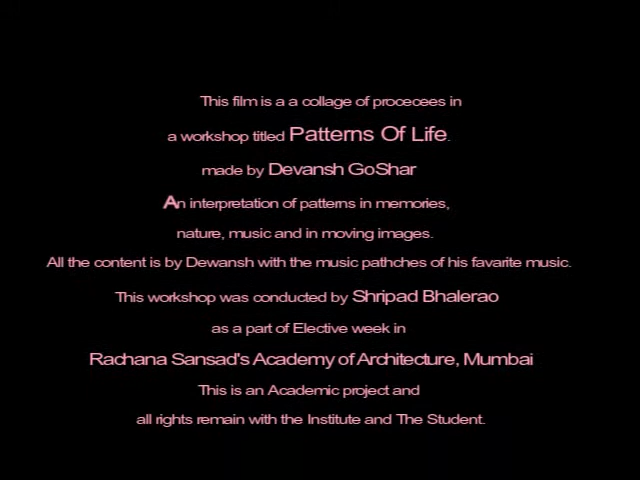 This film is a a collage of procecees in
a workshop titled Patterns Of Life.
made by Devansh GoShar
An interpretation of patterns in memories,
nature, music and in moving images.
All the content is by Dewansh with the music pathches of his favarite music.
This workshop was conducted by Shripad Bhalerao
as a part of Elective week in
Rachana Sansad's Academy of Architecture, Mumbai
This is an Academic project and
all rights remain with the Institute and The Student.